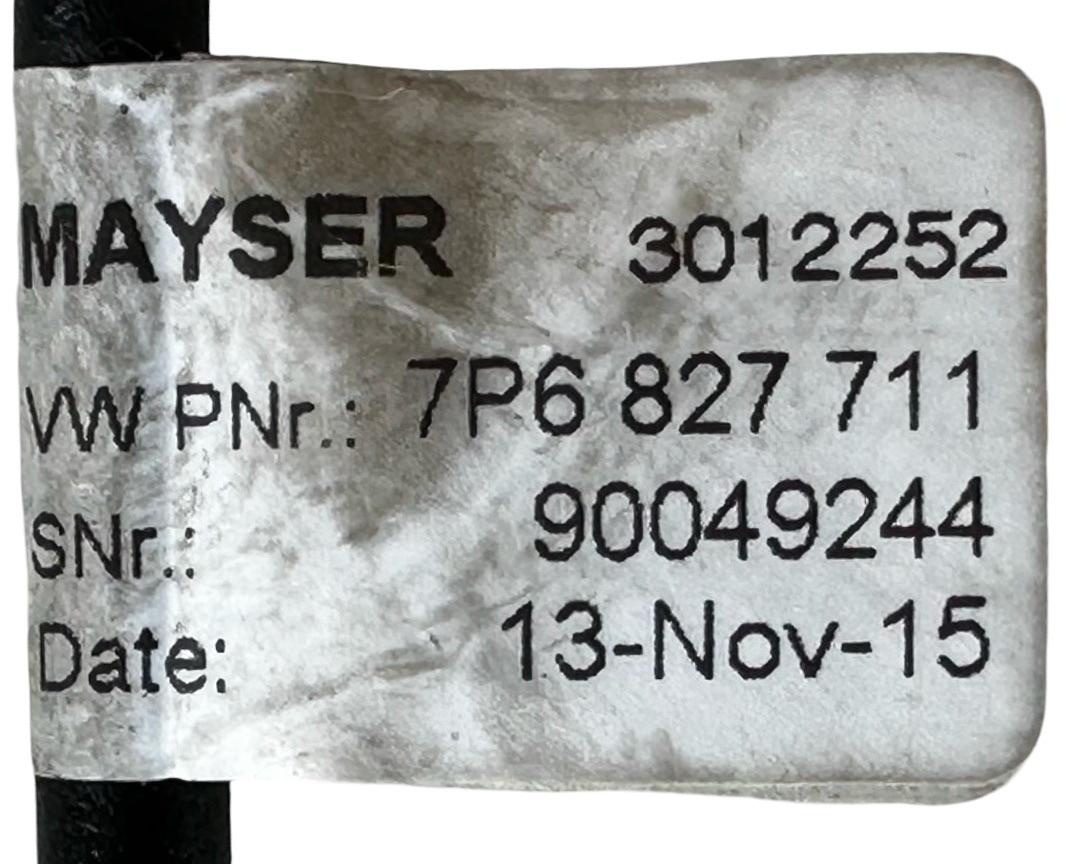 MAYSER 3012252
VW PNr.: 7P6 827 711
SNr.: 90049244
Date: 13-Nov-15